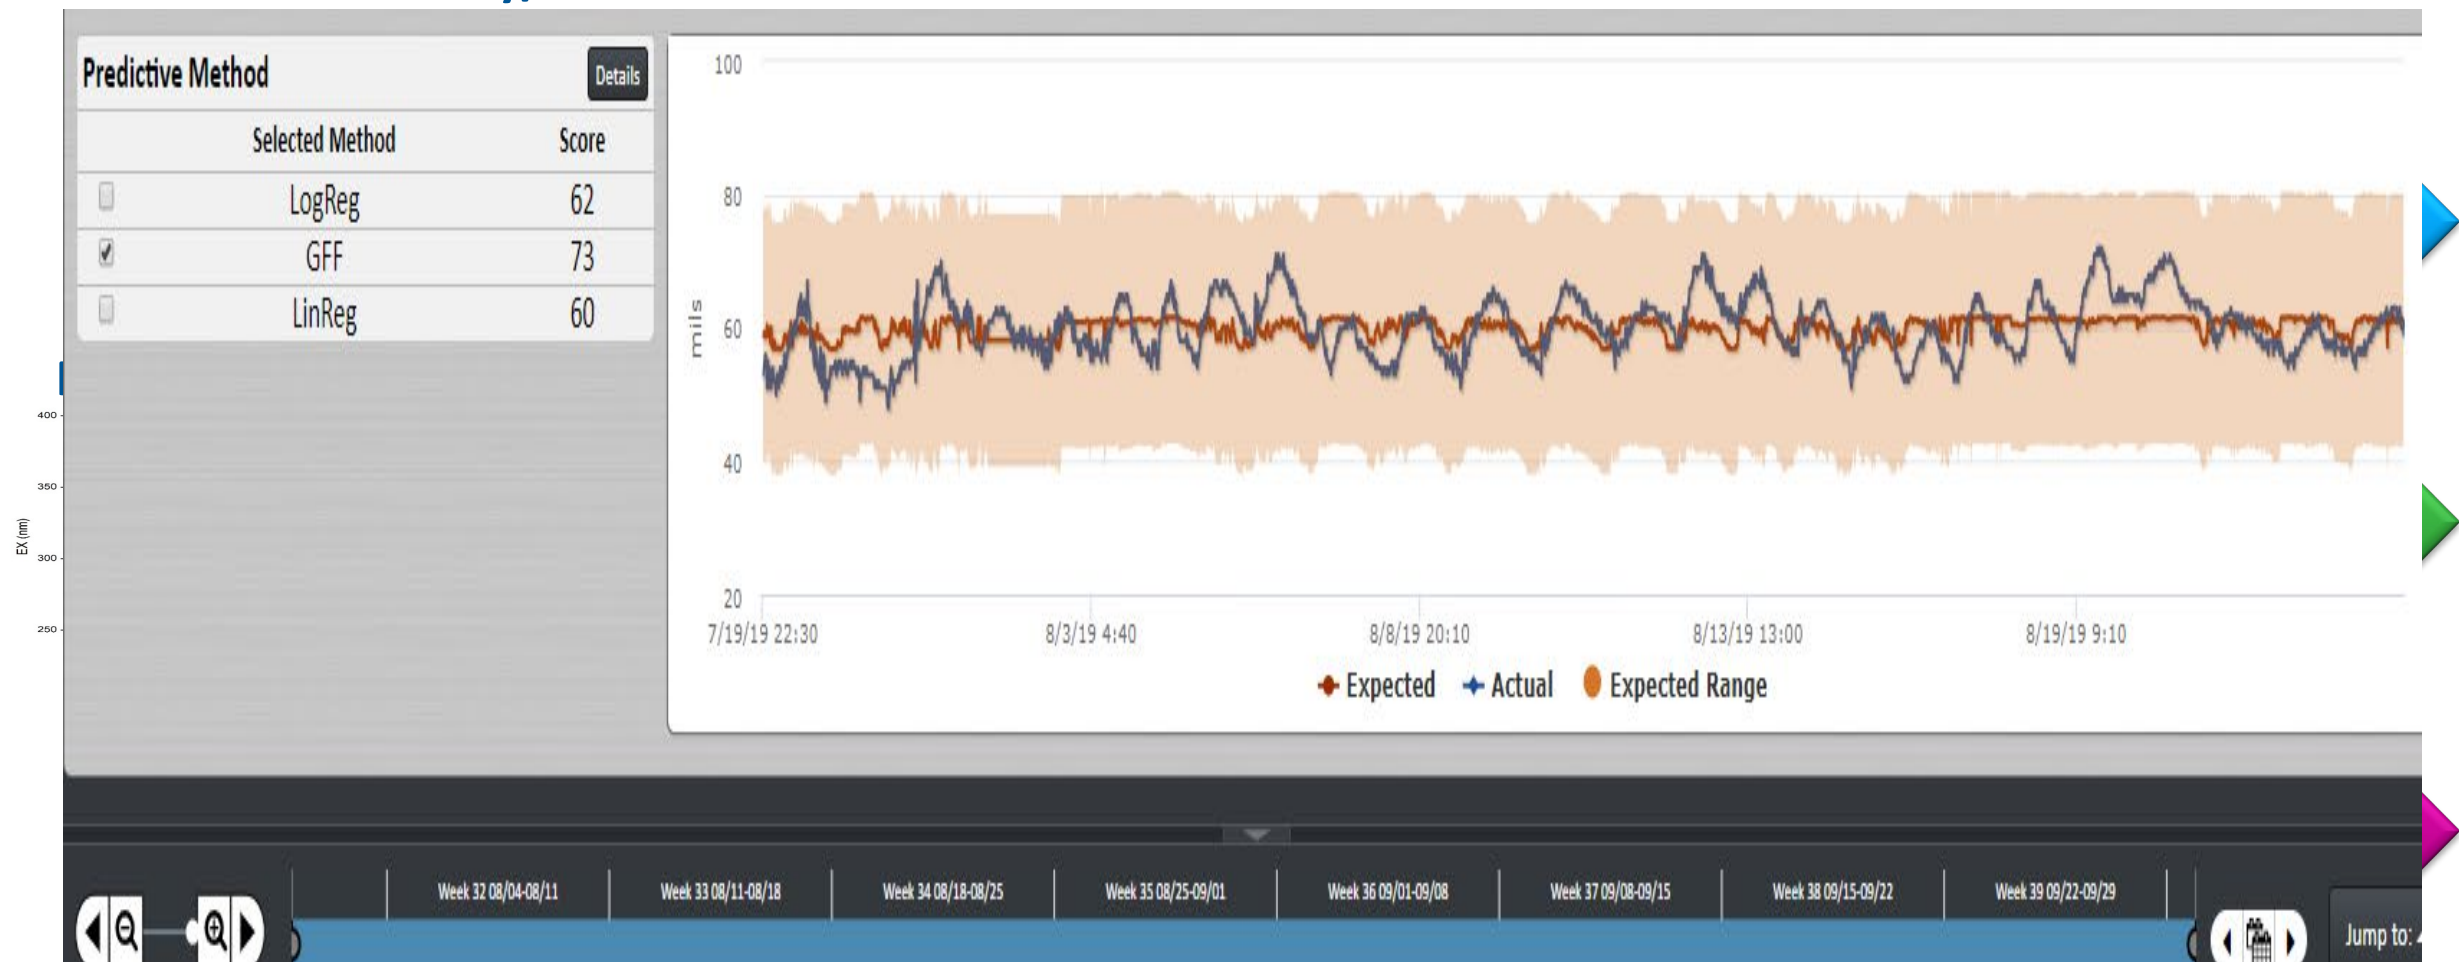 Predictive Method
Details
Selected Method Score
LogReg 62
GFF 73
LinReg 60
400
350
300
250
EX (nm)
100
80
60
40
20
mils
7/19/19 22:30 8/3/19 4:40 8/8/19 20:10 8/13/19 13:00 8/19/19 9:10
Expected Actual Expected Range
Week 32 08/04-08/11 Week 33 08/11-08/18 Week 34 08/18-08/25 Week 35 08/25-09/01 Week 36 09/01-09/08 Week 37 09/08-09/15 Week 38 09/15-09/22 Week 39 09/22-09/29
Jump to: